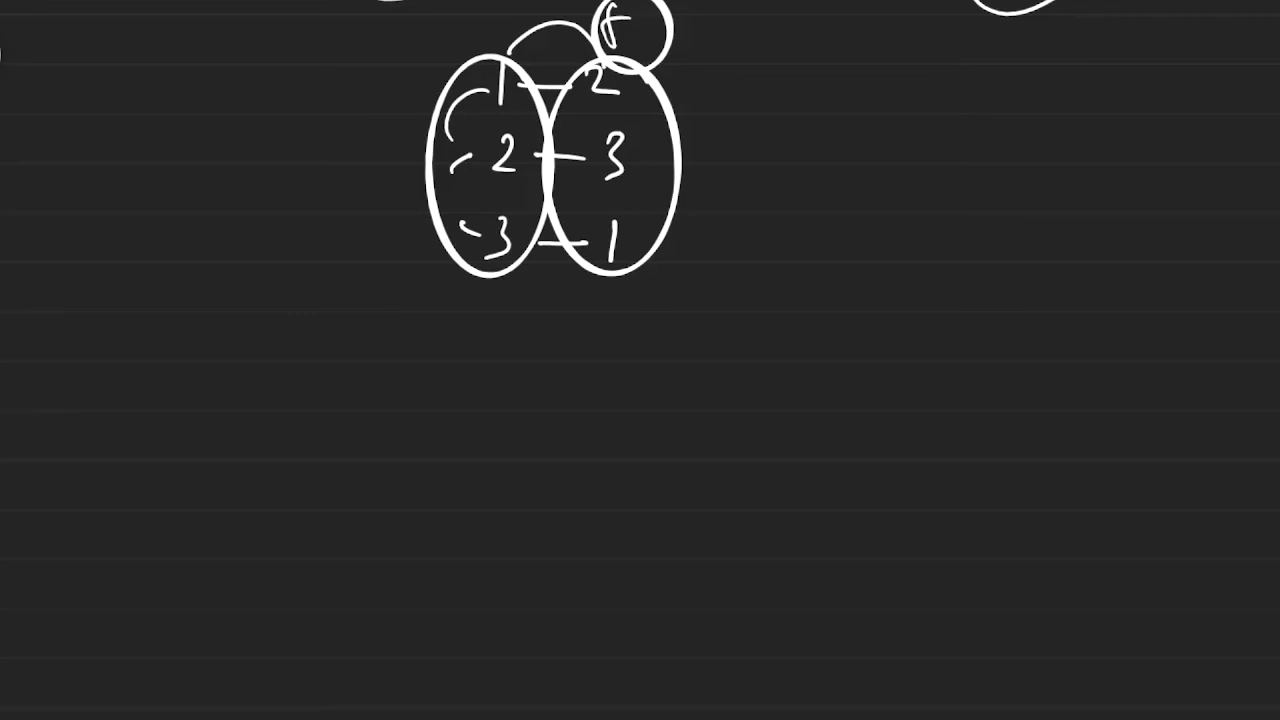 f
1 — 2
2 — 3
3 — 1